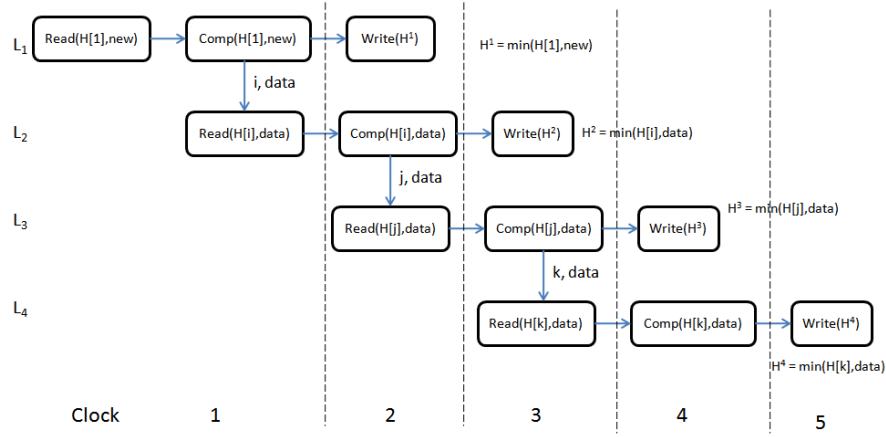 L1 Read(H[1],new) Comp(H[1],new) Write(H¹) H¹ = min(H[1],new)
i, data
L2 Read(H[i],data) Comp(H[i],data) Write(H²) H² = min(H[i],data)
j, data
L3 Read(H[j],data) Comp(H[j],data) Write(H³) H³ = min(H[j],data)
k, data
L4 Read(H[k],data) Comp(H[k],data) Write(H⁴)
H⁴ = min(H[k],data)
Clock 1 2 3 4 5